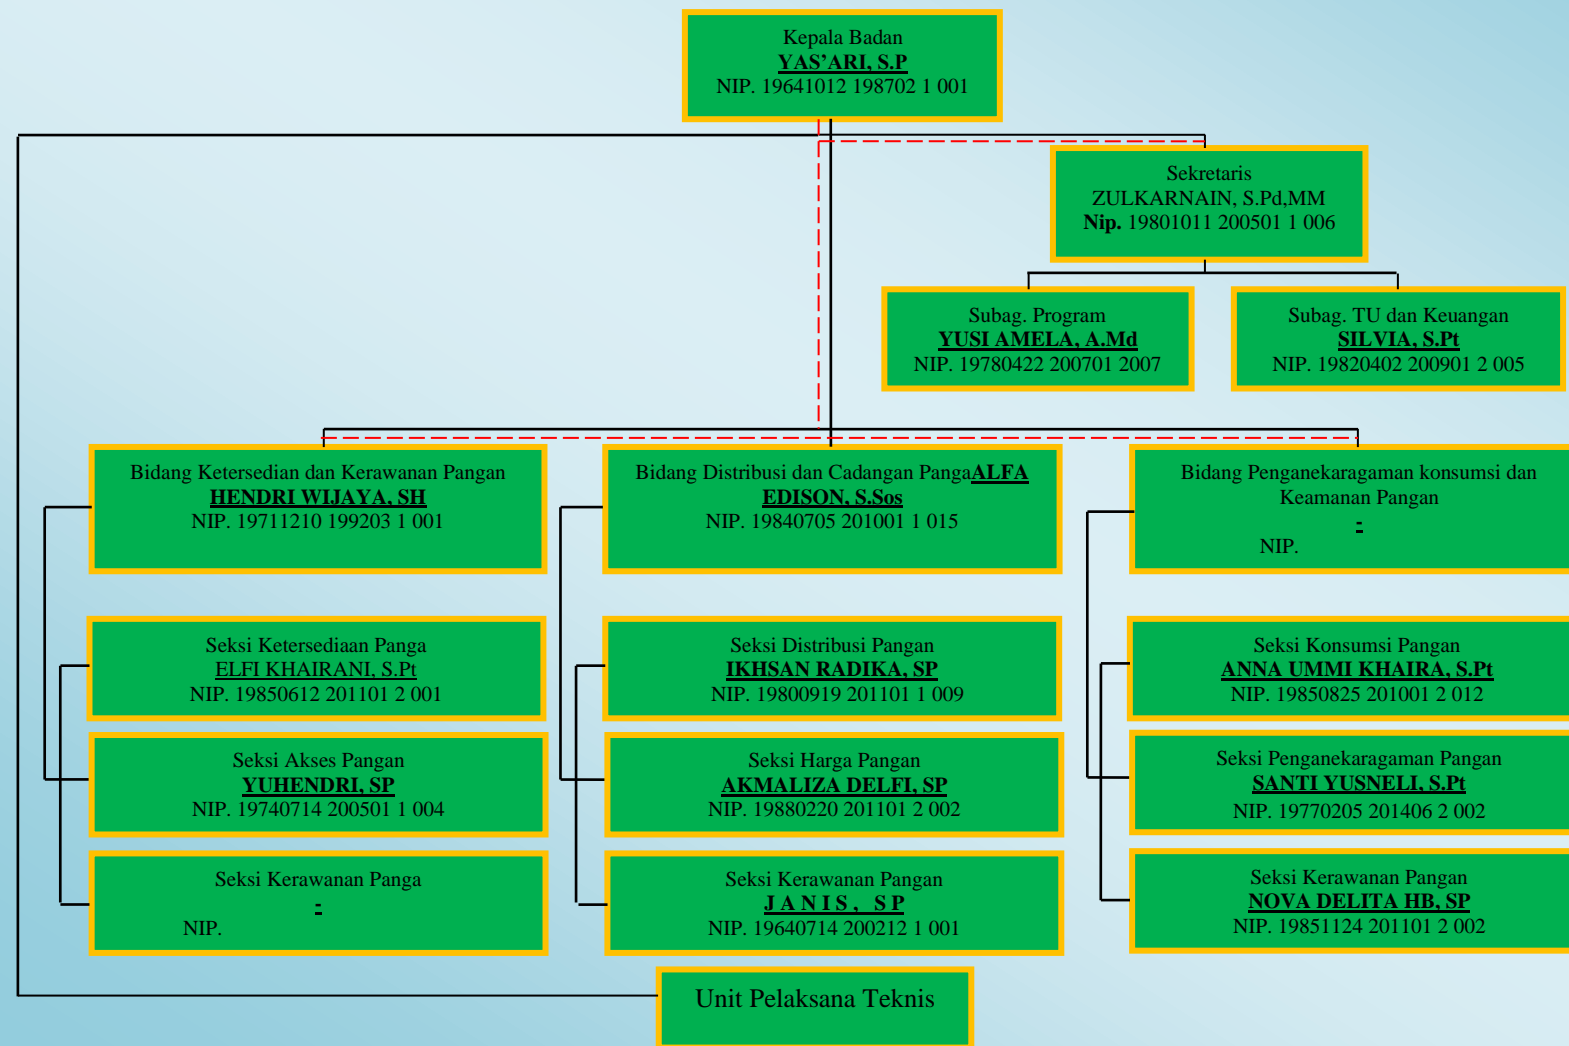 Kepala Badan
YAS’ARI, S.P
NIP. 19641012 198702 1 001
Sekretaris
ZULKARNAIN, S.Pd,MM
Nip. 19801011 200501 1 006
Subag. Program
YUSI AMELA, A.Md
NIP. 19780422 200701 2007
Subag. TU dan Keuangan
SILVIA, S.Pt
NIP. 19820402 200901 2 005
Bidang Ketersedian dan Kerawanan Pangan
HENDRI WIJAYA, SH
NIP. 19711210 199203 1 001
Bidang Distribusi dan Cadangan PangaALFA
EDISON, S.Sos
NIP. 19840705 201001 1 015
Bidang Penganekaragaman konsumsi dan
Keamanan Pangan
-
NIP.
Seksi Ketersediaan Panga
ELFI KHAIRANI, S.Pt
NIP. 19850612 201101 2 001
Seksi Distribusi Pangan
IKHSAN RADIKA, SP
NIP. 19800919 201101 1 009
Seksi Konsumsi Pangan
ANNA UMMI KHAIRA, S.Pt
NIP. 19850825 201001 2 012
Seksi Akses Pangan
YUHENDRI, SP
NIP. 19740714 200501 1 004
Seksi Harga Pangan
AKMALIZA DELFI, SP
NIP. 19880220 201101 2 002
Seksi Penganekaragaman Pangan
SANTI YUSNELI, S.Pt
NIP. 19770205 201406 2 002
Seksi Kerawanan Panga
-
NIP.
Seksi Kerawanan Pangan
J A N I S ,  S P
NIP. 19640714 200212 1 001
Seksi Kerawanan Pangan
NOVA DELITA HB, SP
NIP. 19851124 201101 2 002
Unit Pelaksana Teknis